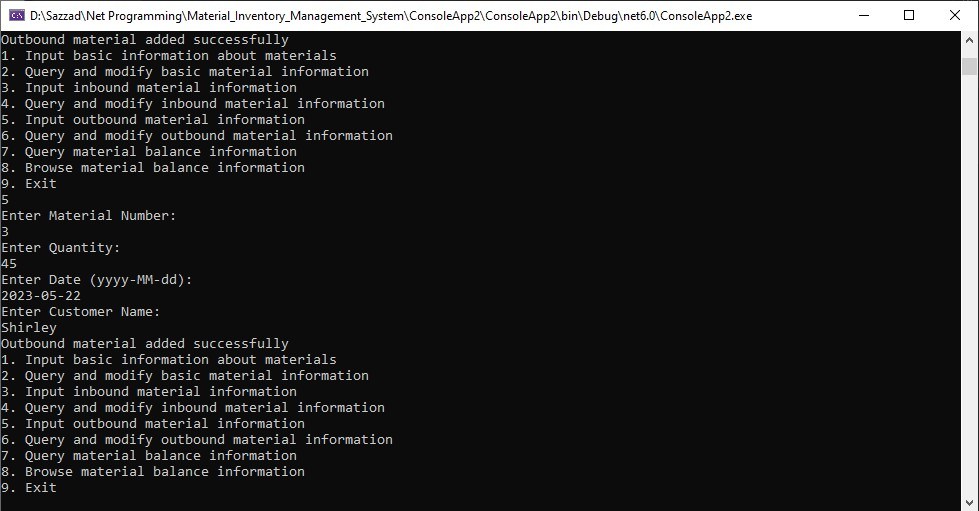 D:\Sazzad\Net Programming\Material_Inventory_Management_System\ConsoleApp2\ConsoleApp2\bin\Debug\net6.0\ConsoleApp2.exe
Outbound material added successfully
1. Input basic information about materials
2. Query and modify basic material information
3. Input inbound material information
4. Query and modify inbound material information
5. Input outbound material information
6. Query and modify outbound material information
7. Query material balance information
8. Browse material balance information
9. Exit
5
Enter Material Number:
3
Enter Quantity:
45
Enter Date (yyyy-MM-dd):
2023-05-22
Enter Customer Name:
Shirley
Outbound material added successfully
1. Input basic information about materials
2. Query and modify basic material information
3. Input inbound material information
4. Query and modify inbound material information
5. Input outbound material information
6. Query and modify outbound material information
7. Query material balance information
8. Browse material balance information
9. Exit